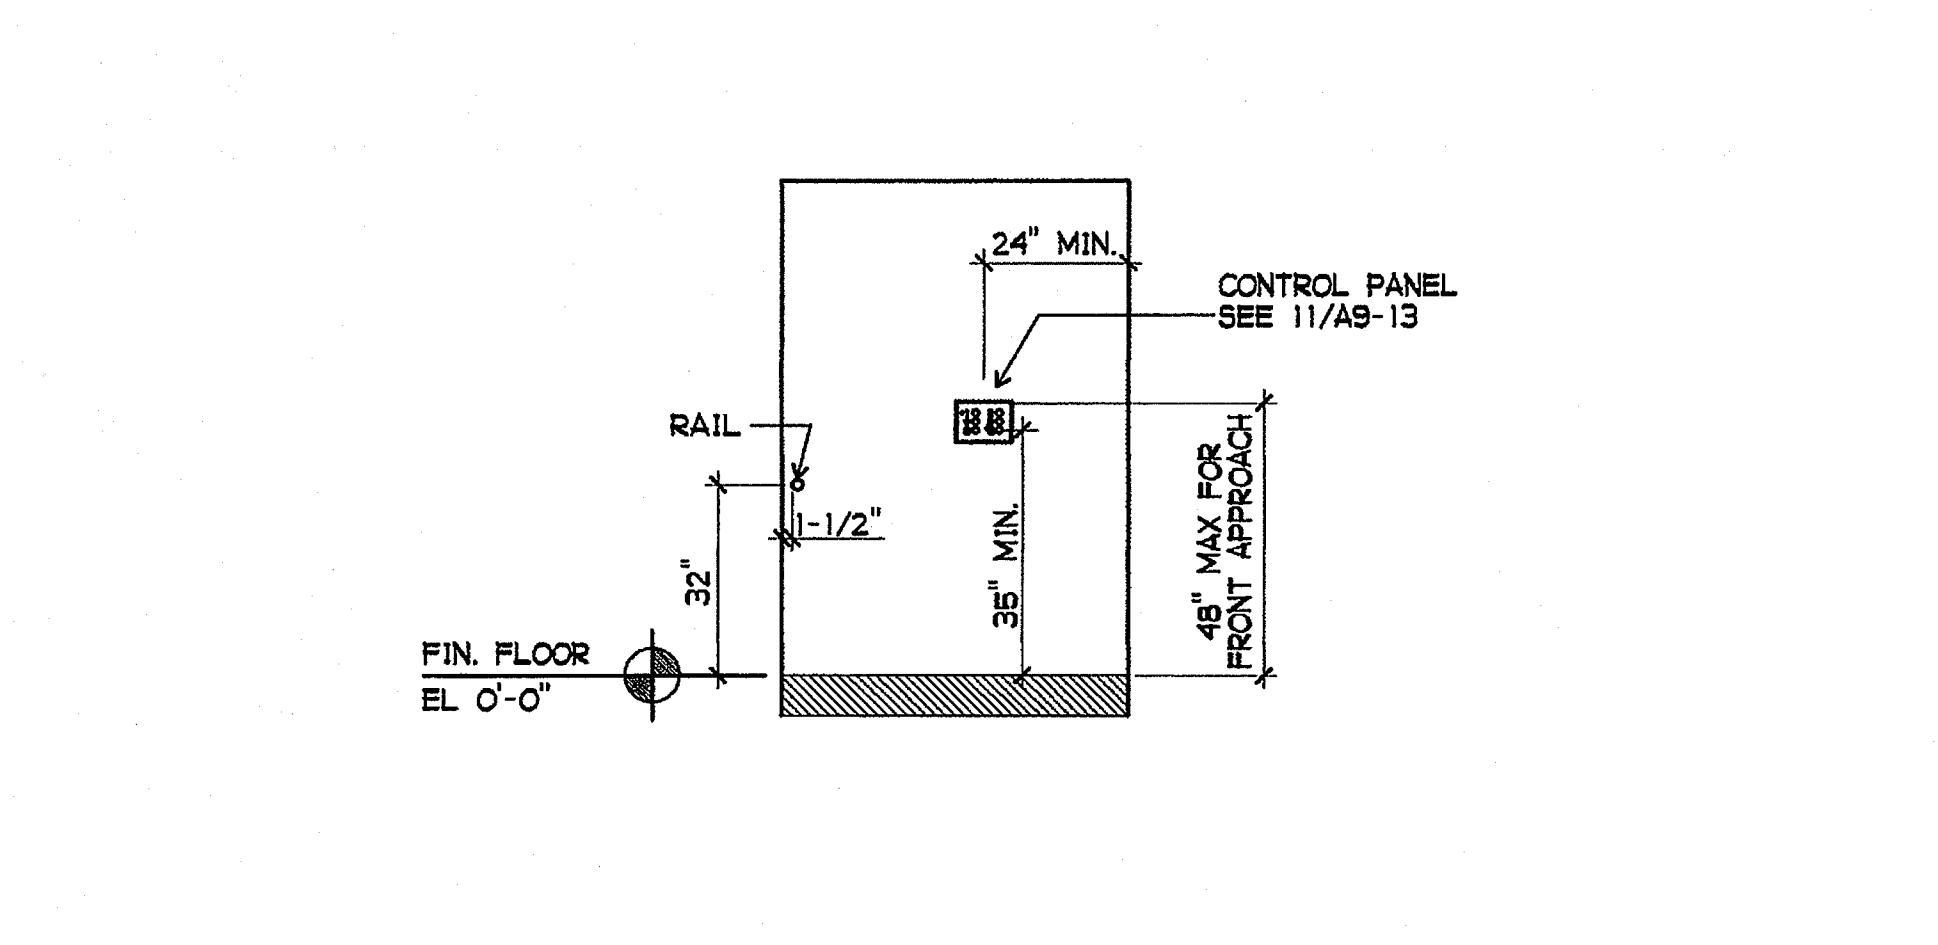 24" MIN.
CONTROL PANEL
SEE 11/A9-13
RAIL
1-1/2"
32"
35" MIN.
48" MAX FOR
FRONT APPROACH
FIN. FLOOR
EL 0'-0"